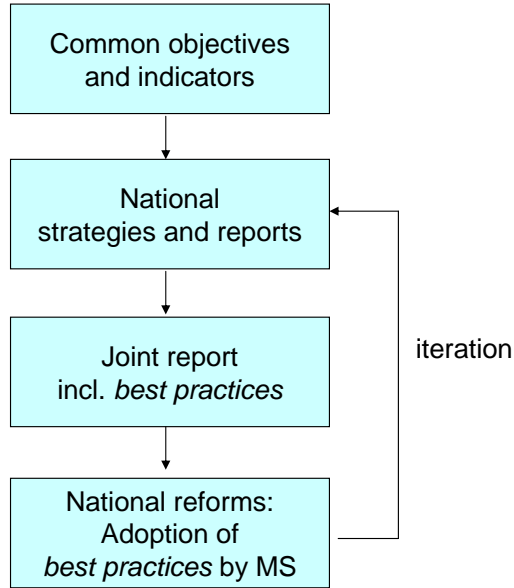 Common objectives
and indicators
National
strategies and reports
Joint report
incl. best practices
iteration
National reforms:
Adoption of
best practices by MS